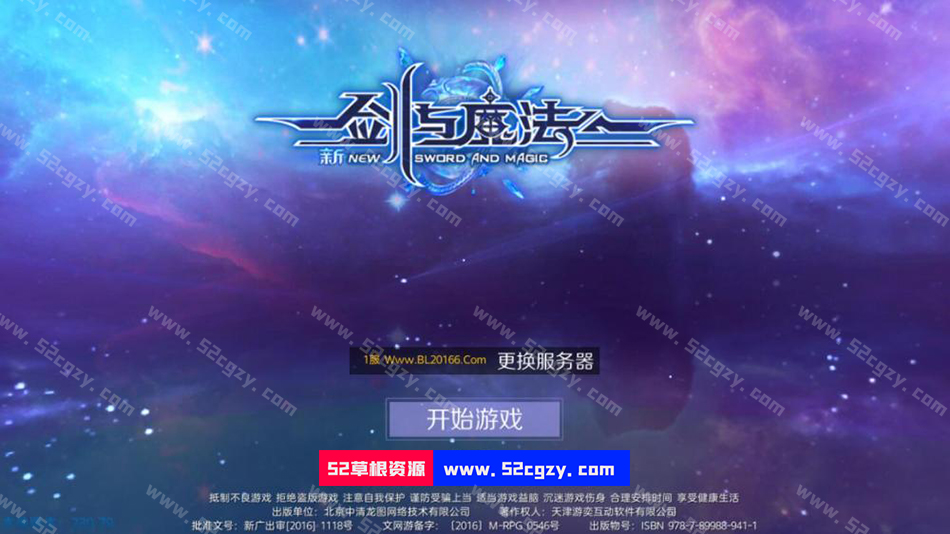 剑与魔法
新 NEW SWORD AND MAGIC
1服 Www.BL20166.Com 更换服务器
开始游戏
52草根资源 www.52cgzy.com
抵制不良游戏 拒绝盗版游戏 注意自我保护 谨防受骗上当 适当游戏益脑 沉迷游戏伤身 合理安排时间 享受健康生活
出版单位：北京中清龙图网络技术有限公司 著作权人：天津游奕互动软件有限公司
批准文号：新广出审[2016] 1118号 文网游备字：〔2016〕M-RPG 0546号 出版物号：ISBN 978-7-89988-941-1
www.52cgzy.com